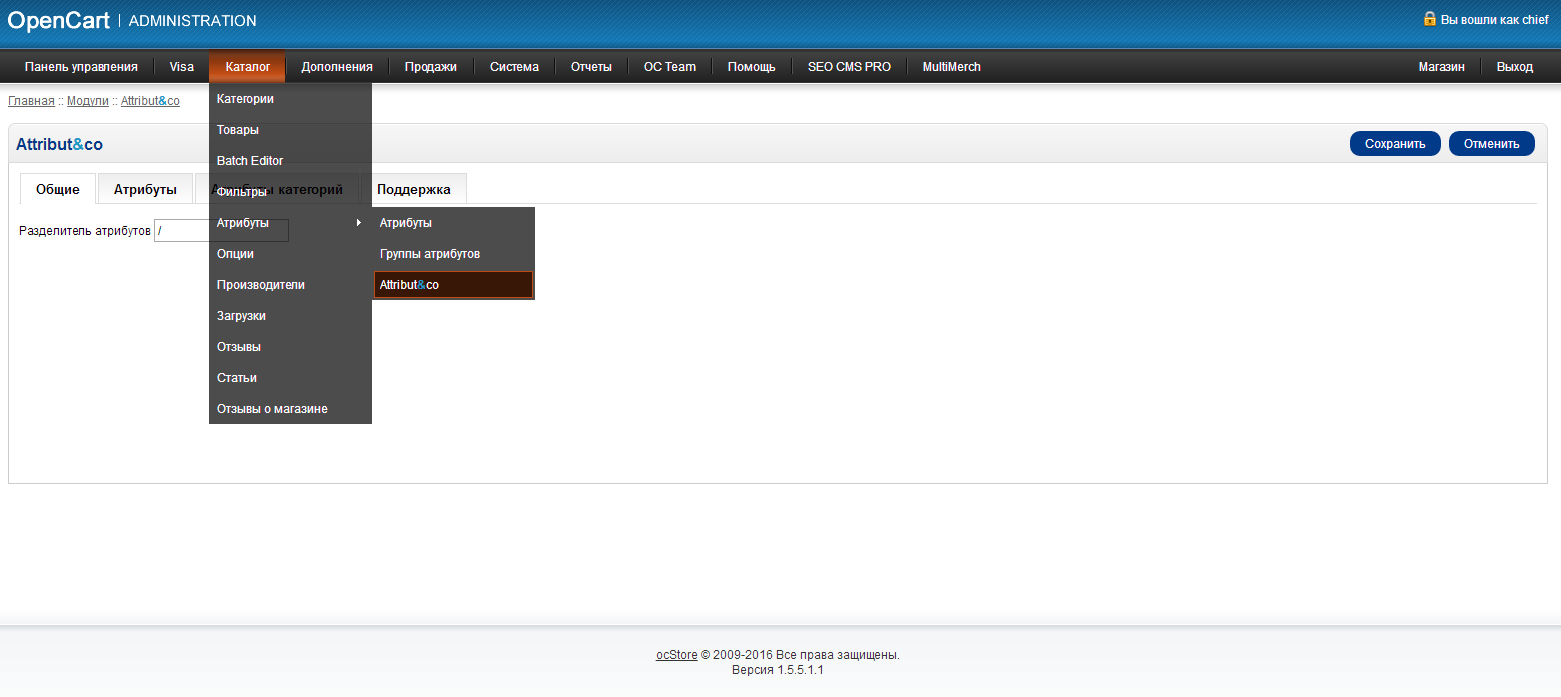 OpenCart | ADMINISTRATION
Вы вошли как chief
Панель управления Visa Каталог Дополнения Продажи Система Отчеты OC Team Помощь SEO CMS PRO MultiMerch Магазин Выход
Главная :: Модули :: Attribut&co
Категории
Attribut&co
Сохранить Отменить
Товары
Batch Editor
Общие Атрибуты Атрибуты категорий Поддержка
Фильтры
Разделитель атрибутов /
Атрибуты
Атрибуты
Опции
Группы атрибутов
Производители
Attribut&co
Загрузки
Отзывы
Статьи
Отзывы о магазине
ocStore © 2009-2016 Все права защищены.
Версия 1.5.5.1.1